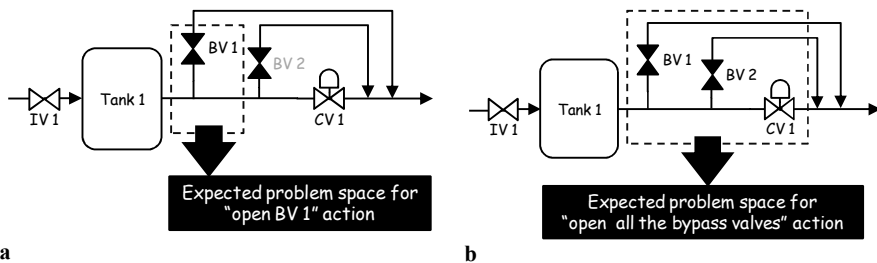 BV 1
BV 2
Tank 1
IV 1
CV 1
Expected problem space for
"open BV 1" action
a
BV 1
BV 2
Tank 1
IV 1
CV 1
Expected problem space for
"open all the bypass valves" action
b